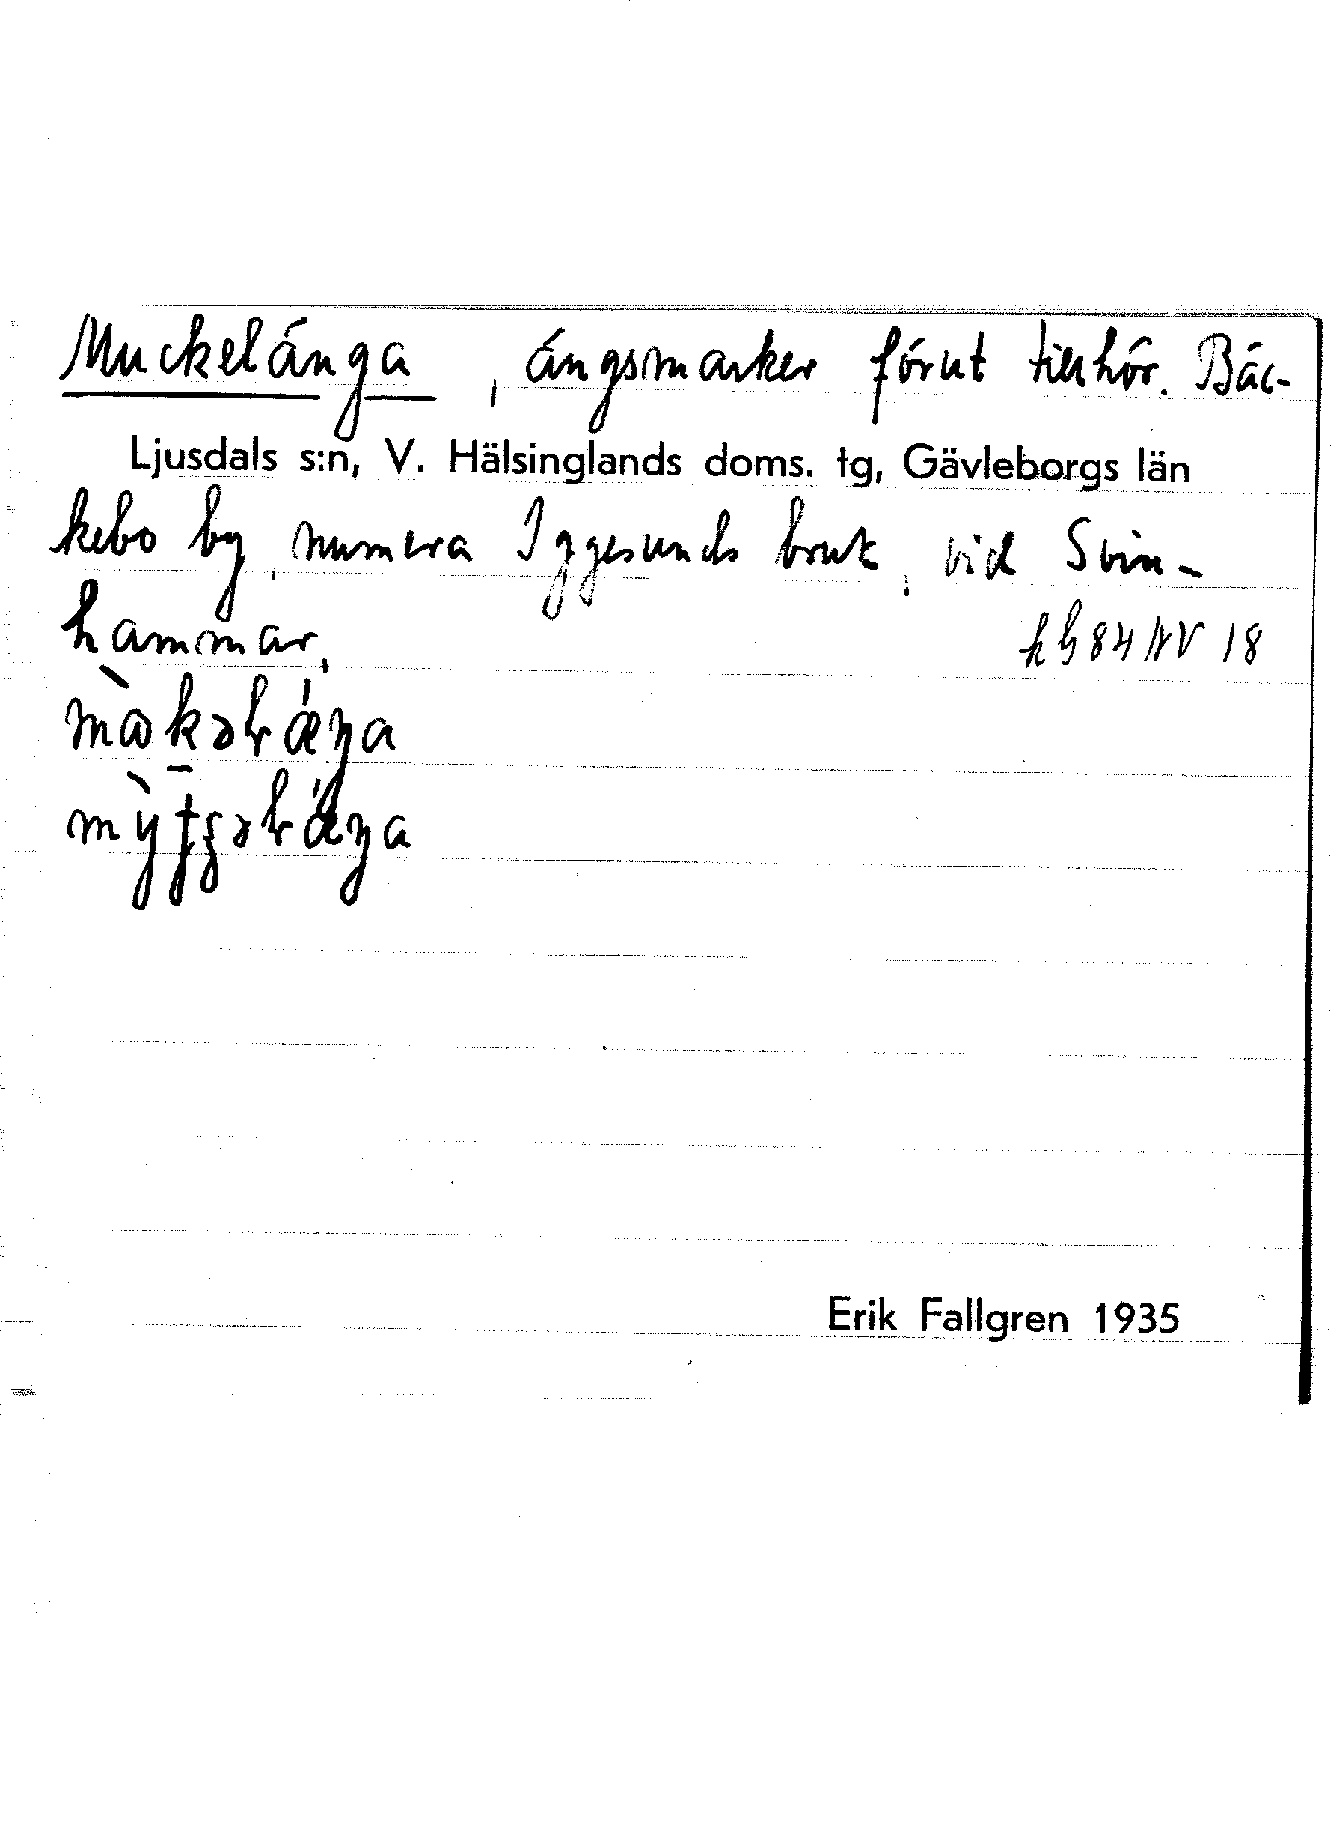 Muckelänga, ängsmarker förut tillhör. Bäc-
Ljusdals s:n, V. Hälsinglands doms. tg, Gävleborgs län
kebo by, numera Iggesunds bruk, vid Svin-
hammar.
Erik Fallgren 1935